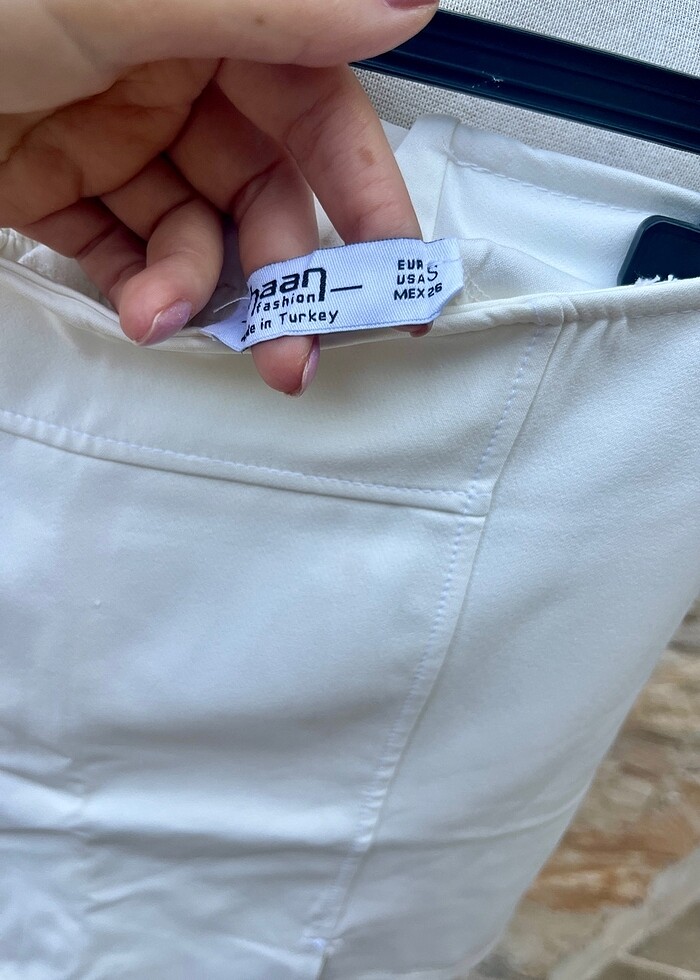 haan
fashion
in Turkey
EUR S
USA
MEX 26